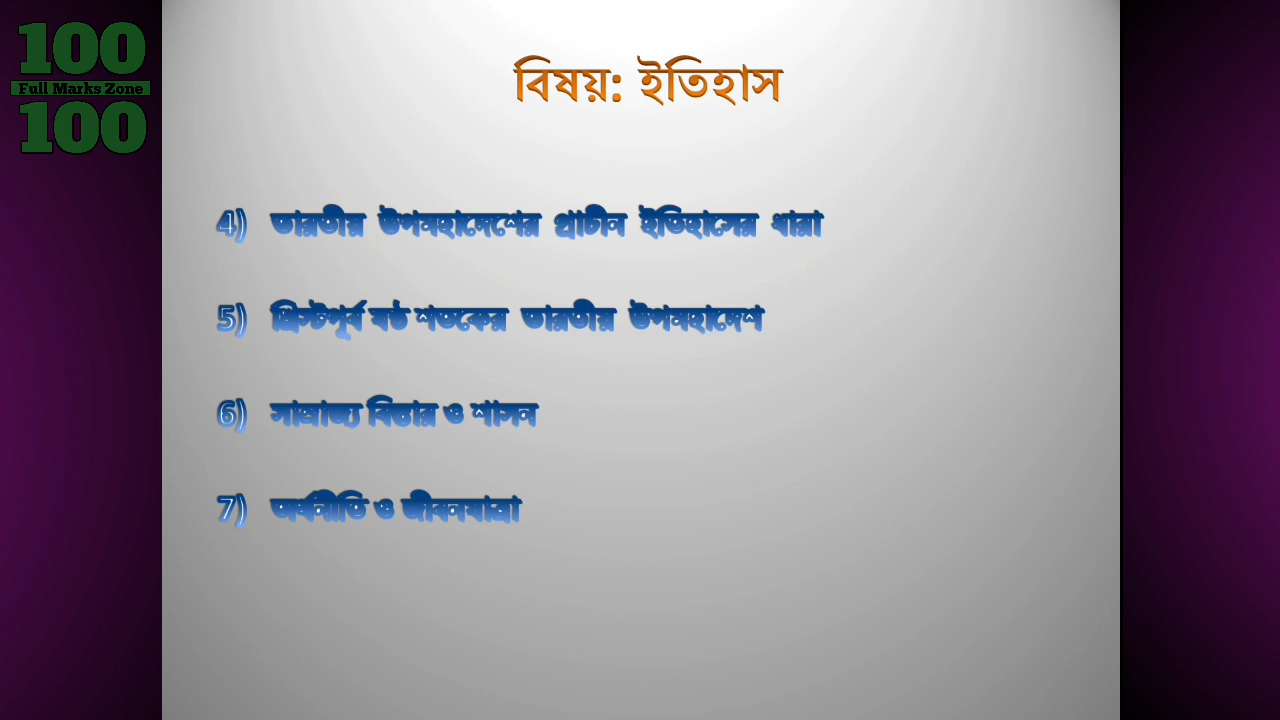 100
Full Marks Zone
100
বিষয়: ইতিহাস
4) ভারতীয় উপমহাদেশের প্রাচীন ইতিহাসের ধারা
5) খ্রিস্টপূর্ব ষষ্ঠ শতকের ভারতীয় উপমহাদেশ
6) সাম্রাজ্য বিস্তার ও শাসন
7) অর্থনীতি ও জীবনযাত্রা